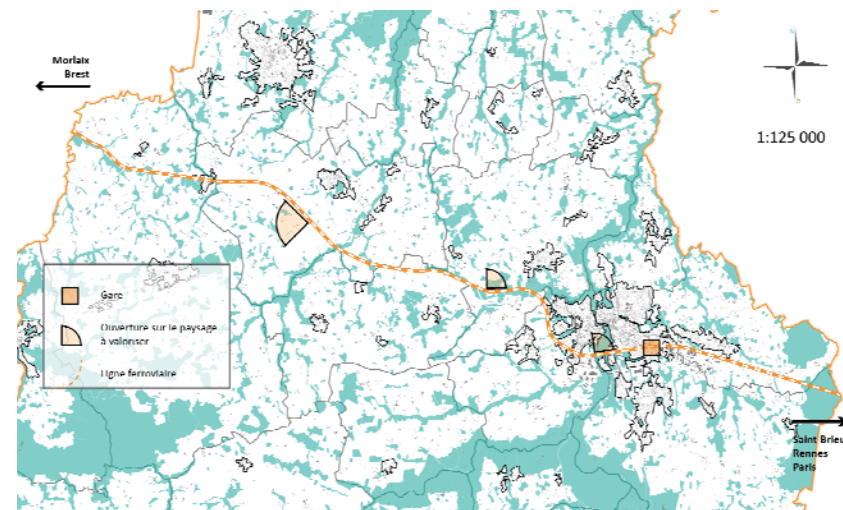 Morlaix
Brest
1:125 000
Gare
Ouverture sur le paysage
à valoriser
Ligne ferroviaire
Saint Brieu
Rennes
Paris